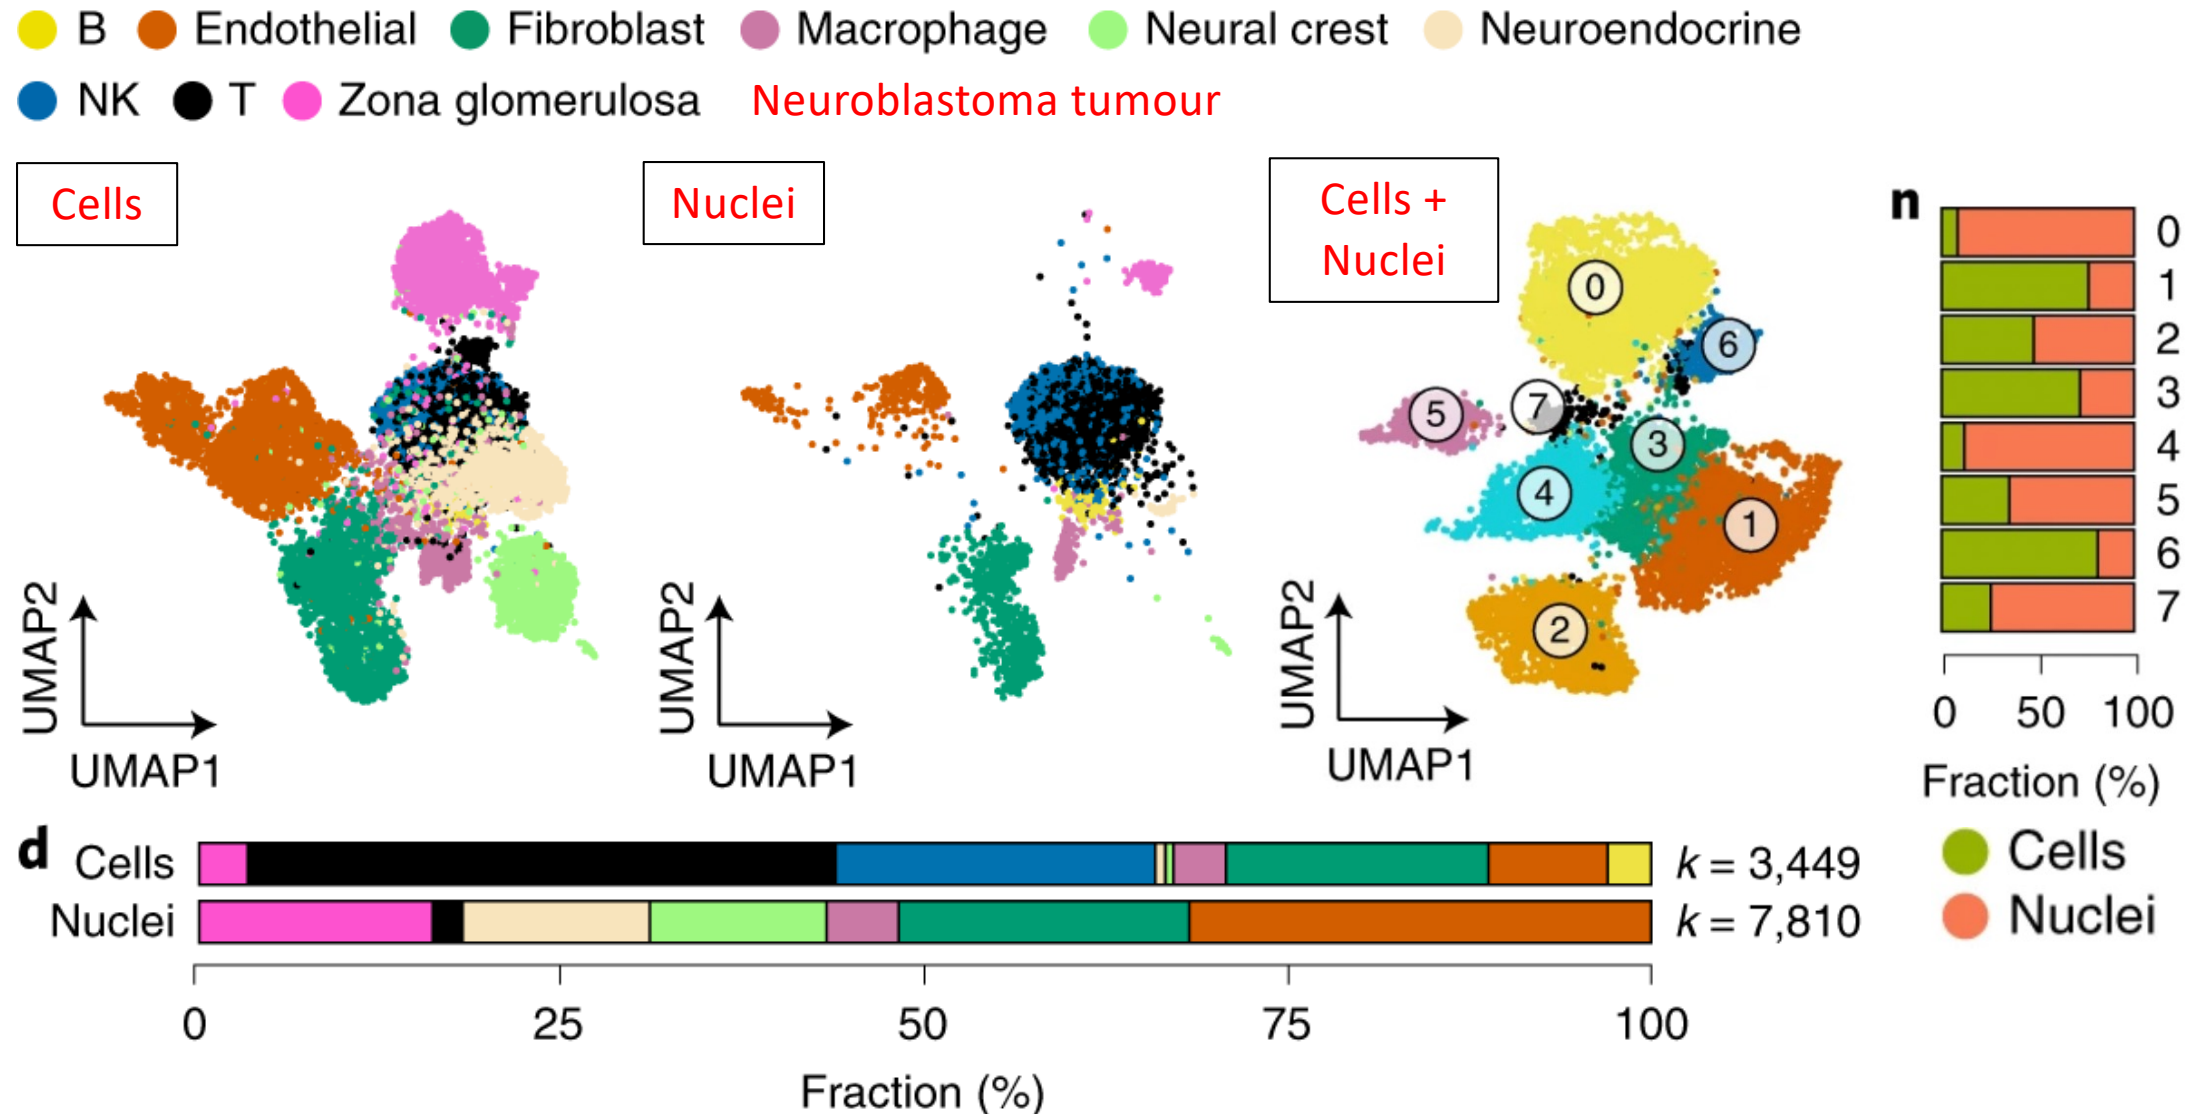 B Endothelial Fibroblast Macrophage Neural crest Neuroendocrine
NK T Zona glomerulosa Neuroblastoma tumour
Cells
Nuclei
Cells +
Nuclei
UMAP2
UMAP1
UMAP2
UMAP1
0
6
5
7
3
4
1
2
UMAP2
UMAP1
n
0
1
2
3
4
5
6
7
0 50 100
Fraction (%)
Cells
Nuclei
d
Cells k = 3,449
Nuclei k = 7,810
0 25 50 75 100
Fraction (%)